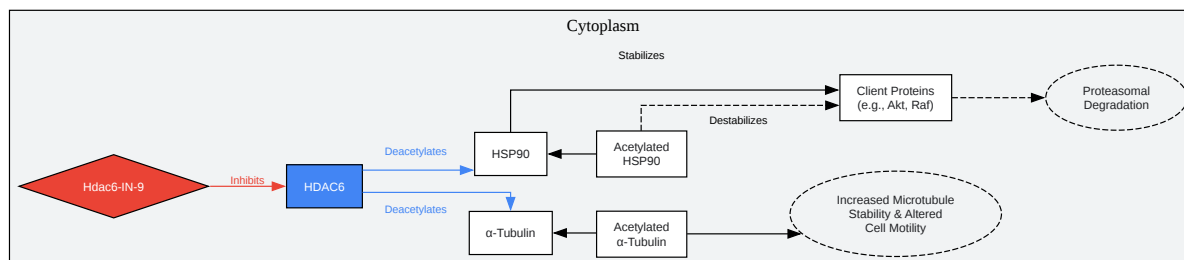 Cytoplasm
Stabilizes
Client Proteins
(e.g., Akt, Raf)
Proteasomal
Degradation
Destabilizes
Deacetylates
HSP90
Acetylated
HSP90
Hdac6-IN-9
Inhibits
HDAC6
Deacetylates
α-Tubulin
Acetylated
α-Tubulin
Increased Microtubule
Stability & Altered
Cell Motility